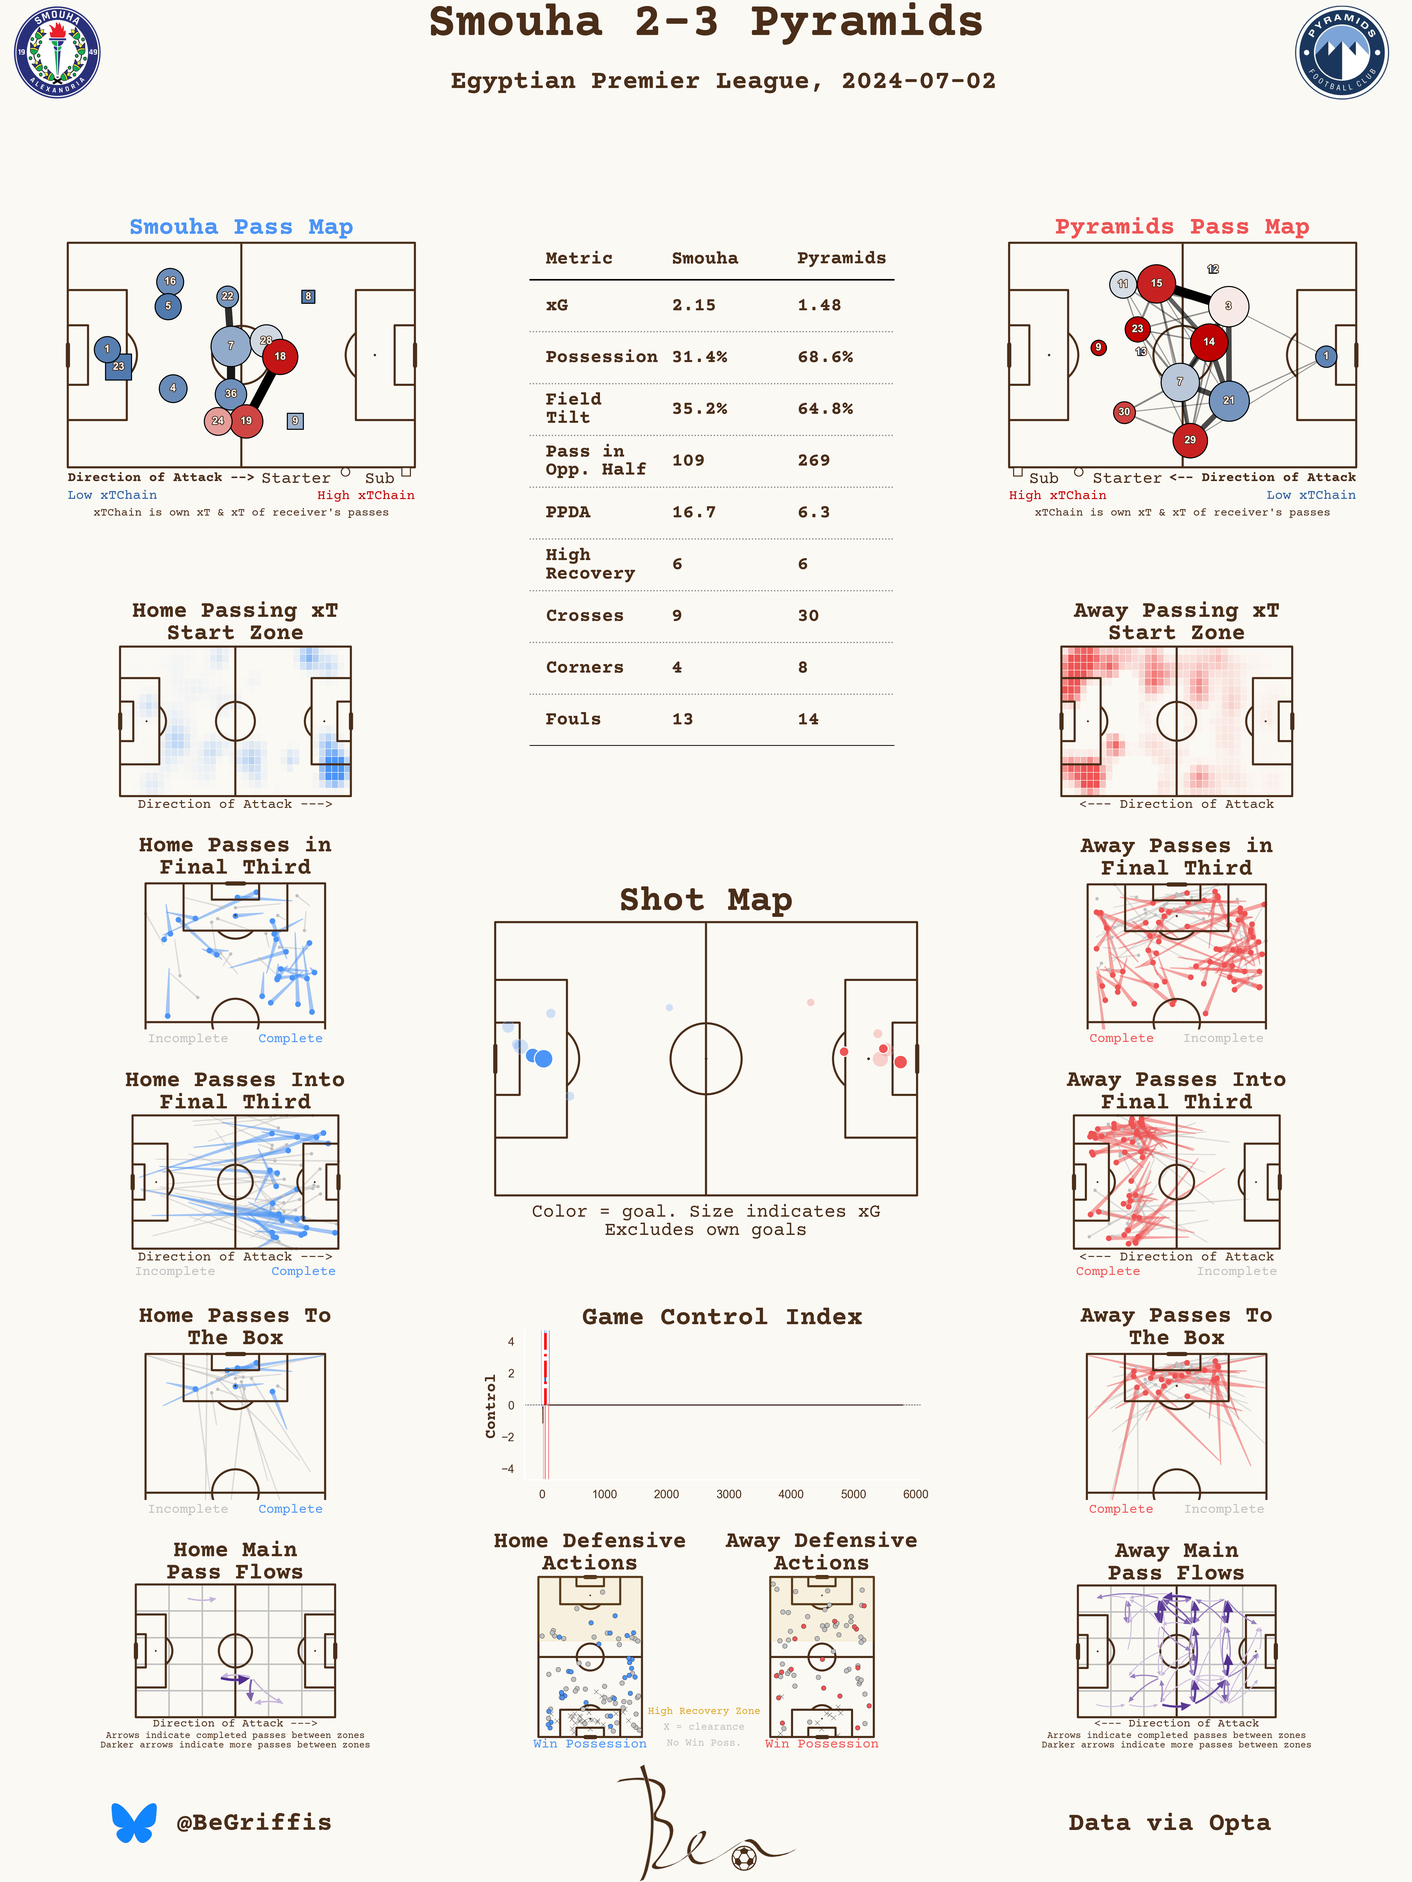 Smouha 2-3 Pyramids
Egyptian Premier League, 2024-07-02
SMOUHA
19 49
ALEXANDRIA
PYRAMIDS
FOOTBALL CLUB
Smouha Pass Map
16
5
22
8
1
23
7
28
18
4
36
24
19
9
Direction of Attack --> Starter Sub
Low xTChain High xTChain
xTChain is own xT & xT of receiver's passes
Metric Smouha Pyramids
xG 2.15 1.48
Possession 31.4% 68.6%
Field
Tilt 35.2% 64.8%
Pass in
Opp. Half 109 269
PPDA 16.7 6.3
High
Recovery 6 6
Crosses 9 30
Corners 4 8
Fouls 13 14
Pyramids Pass Map
12
11
15
3
23
14
9
13
1
7
21
30
29
Sub Starter <-- Direction of Attack
High xTChain Low xTChain
xTChain is own xT & xT of receiver's passes
Home Passing xT
Start Zone
Direction of Attack --->
Away Passing xT
Start Zone
<--- Direction of Attack
Home Passes in
Final Third
Incomplete Complete
Away Passes in
Final Third
Complete Incomplete
Shot Map
Color = goal. Size indicates xG
Excludes own goals
Home Passes Into
Final Third
Direction of Attack --->
Incomplete Complete
Away Passes Into
Final Third
<--- Direction of Attack
Complete Incomplete
Home Passes To
The Box
Incomplete Complete
Game Control Index
Control
4
2
0
−2
−4
0 1000 2000 3000 4000 5000 6000
Away Passes To
The Box
Complete Incomplete
Home Main
Pass Flows
Direction of Attack --->
Arrows indicate completed passes between zones
Darker arrows indicate more passes between zones
Home Defensive
Actions
Win Possession
High Recovery Zone
X = clearance
No Win Poss.
Away Defensive
Actions
Win Possession
Away Main
Pass Flows
<--- Direction of Attack
Arrows indicate completed passes between zones
Darker arrows indicate more passes between zones
@BeGriffis
Ben
Data via Opta